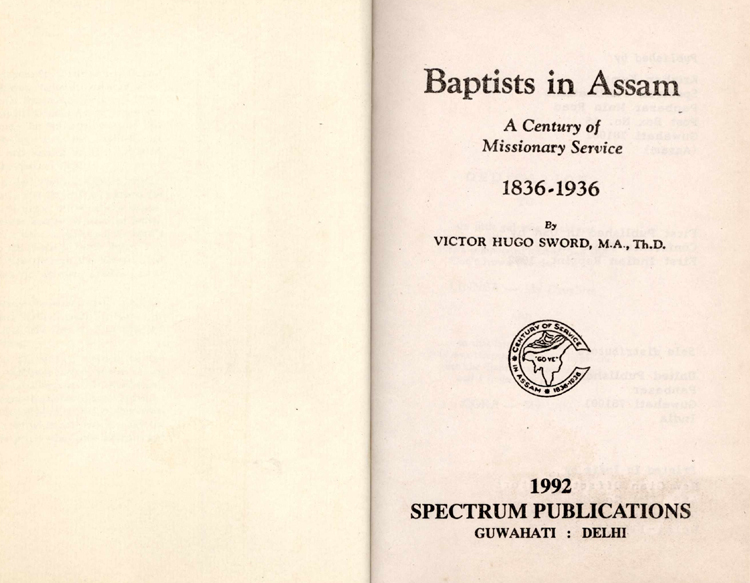 Baptists in Assam
A Century of
Missionary Service
1836-1936
By
VICTOR HUGO SWORD, M.A., Th.D.
CENTURY OF SERVICE
"GO YE"
IN ASSAM
1836-1936
1992
SPECTRUM PUBLICATIONS
GUWAHATI : DELHI